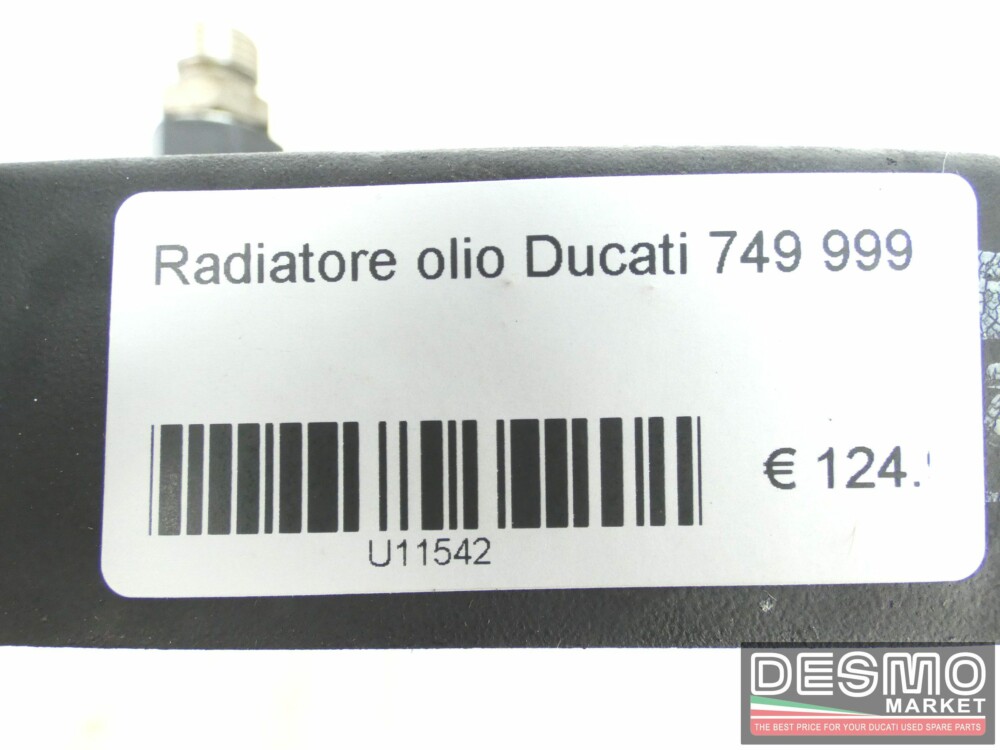 Radiatore olio Ducati 749 999
€ 124.
U11542
DESMO
MARKET
THE BEST PRICE FOR YOUR DUCATI USED SPARE PARTS